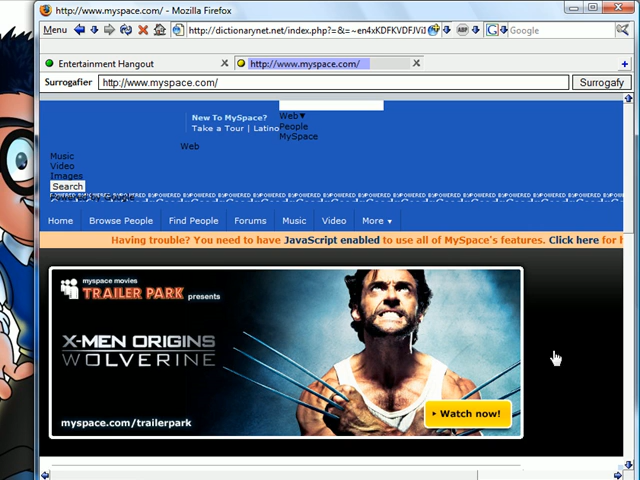 http://www.myspace.com/ - Mozilla Firefox
Menu
http://dictionarynet.net/index.php?=&=~en4xKDFKVDFJVi
Google
Entertainment Hangout
http://www.myspace.com/
Surrogafier
http://www.myspace.com/
Surrogafy
New To MySpace?
Take a Tour | Latino
Web▼
People
MySpace
Web
Music
Video
Images
Search
Powered by Google
Home
Browse People
Find People
Forums
Music
Video
More ▼
Having trouble? You need to have JavaScript enabled to use all of MySpace's features. Click here for h
myspace movies
TRAILER PARK presents
X-MEN ORIGINS
WOLVERINE
Watch now!
myspace.com/trailerpark